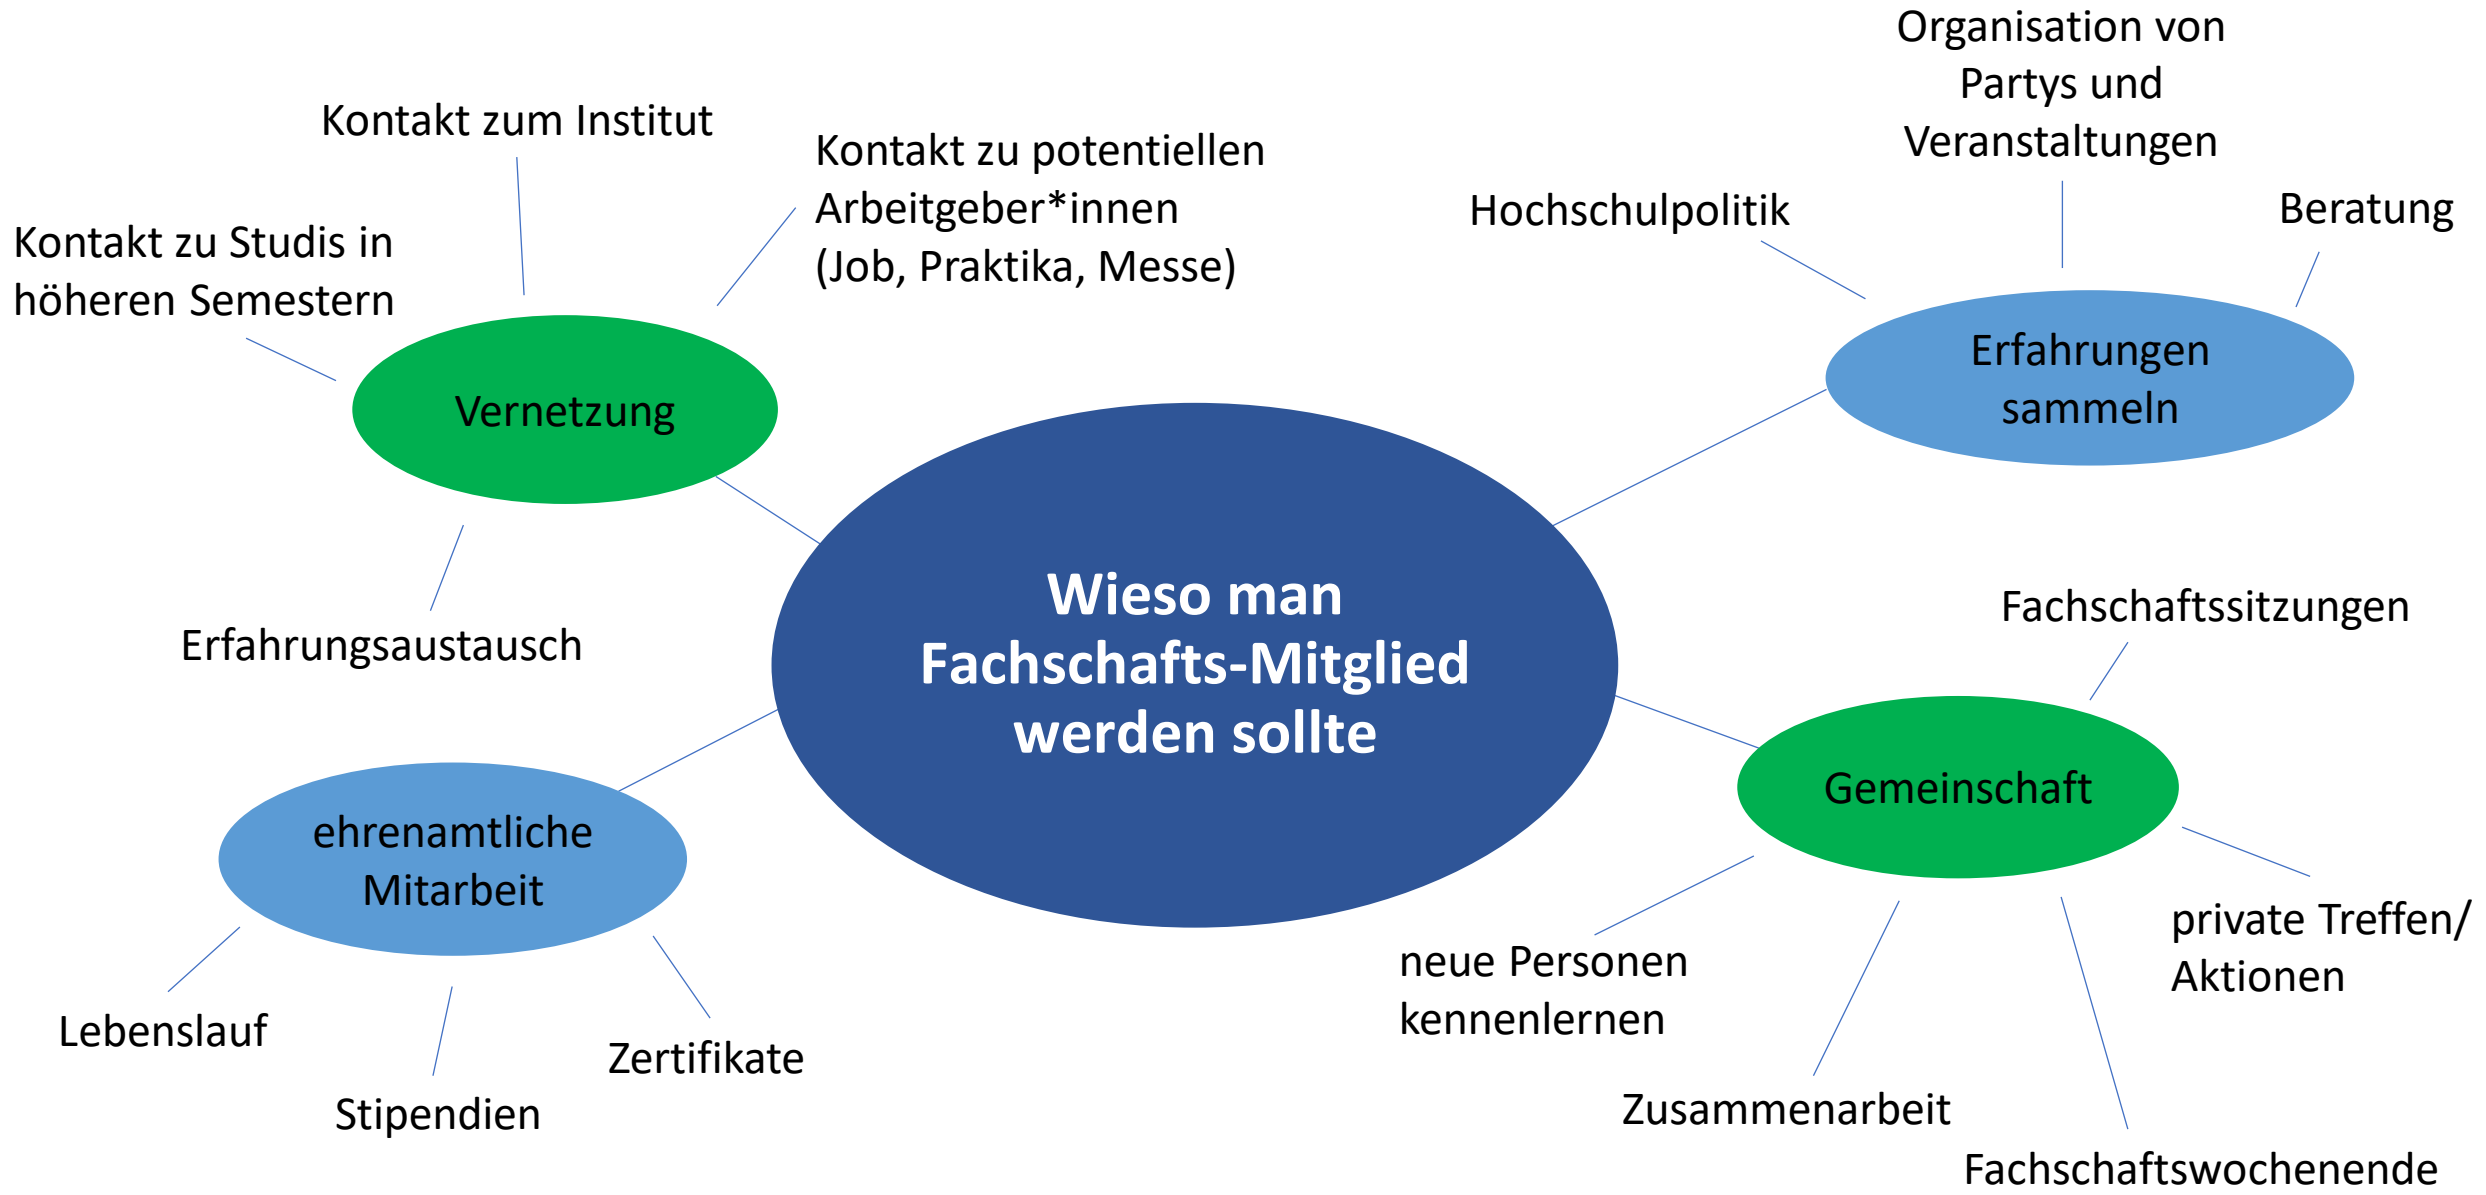 Kontakt zum Institut
Kontakt zu potentiellen
Arbeitgeber*innen
(Job, Praktika, Messe)
Kontakt zu Studis in
höheren Semestern
Vernetzung
Erfahrungsaustausch
Organisation von
Partys und
Veranstaltungen
Hochschulpolitik
Beratung
Erfahrungen
sammeln
Wieso man
Fachschafts-Mitglied
werden sollte
ehrenamtliche
Mitarbeit
Lebenslauf
Stipendien
Zertifikate
Fachschaftssitzungen
Gemeinschaft
private Treffen/
Aktionen
neue Personen
kennenlernen
Zusammenarbeit
Fachschaftswochenende